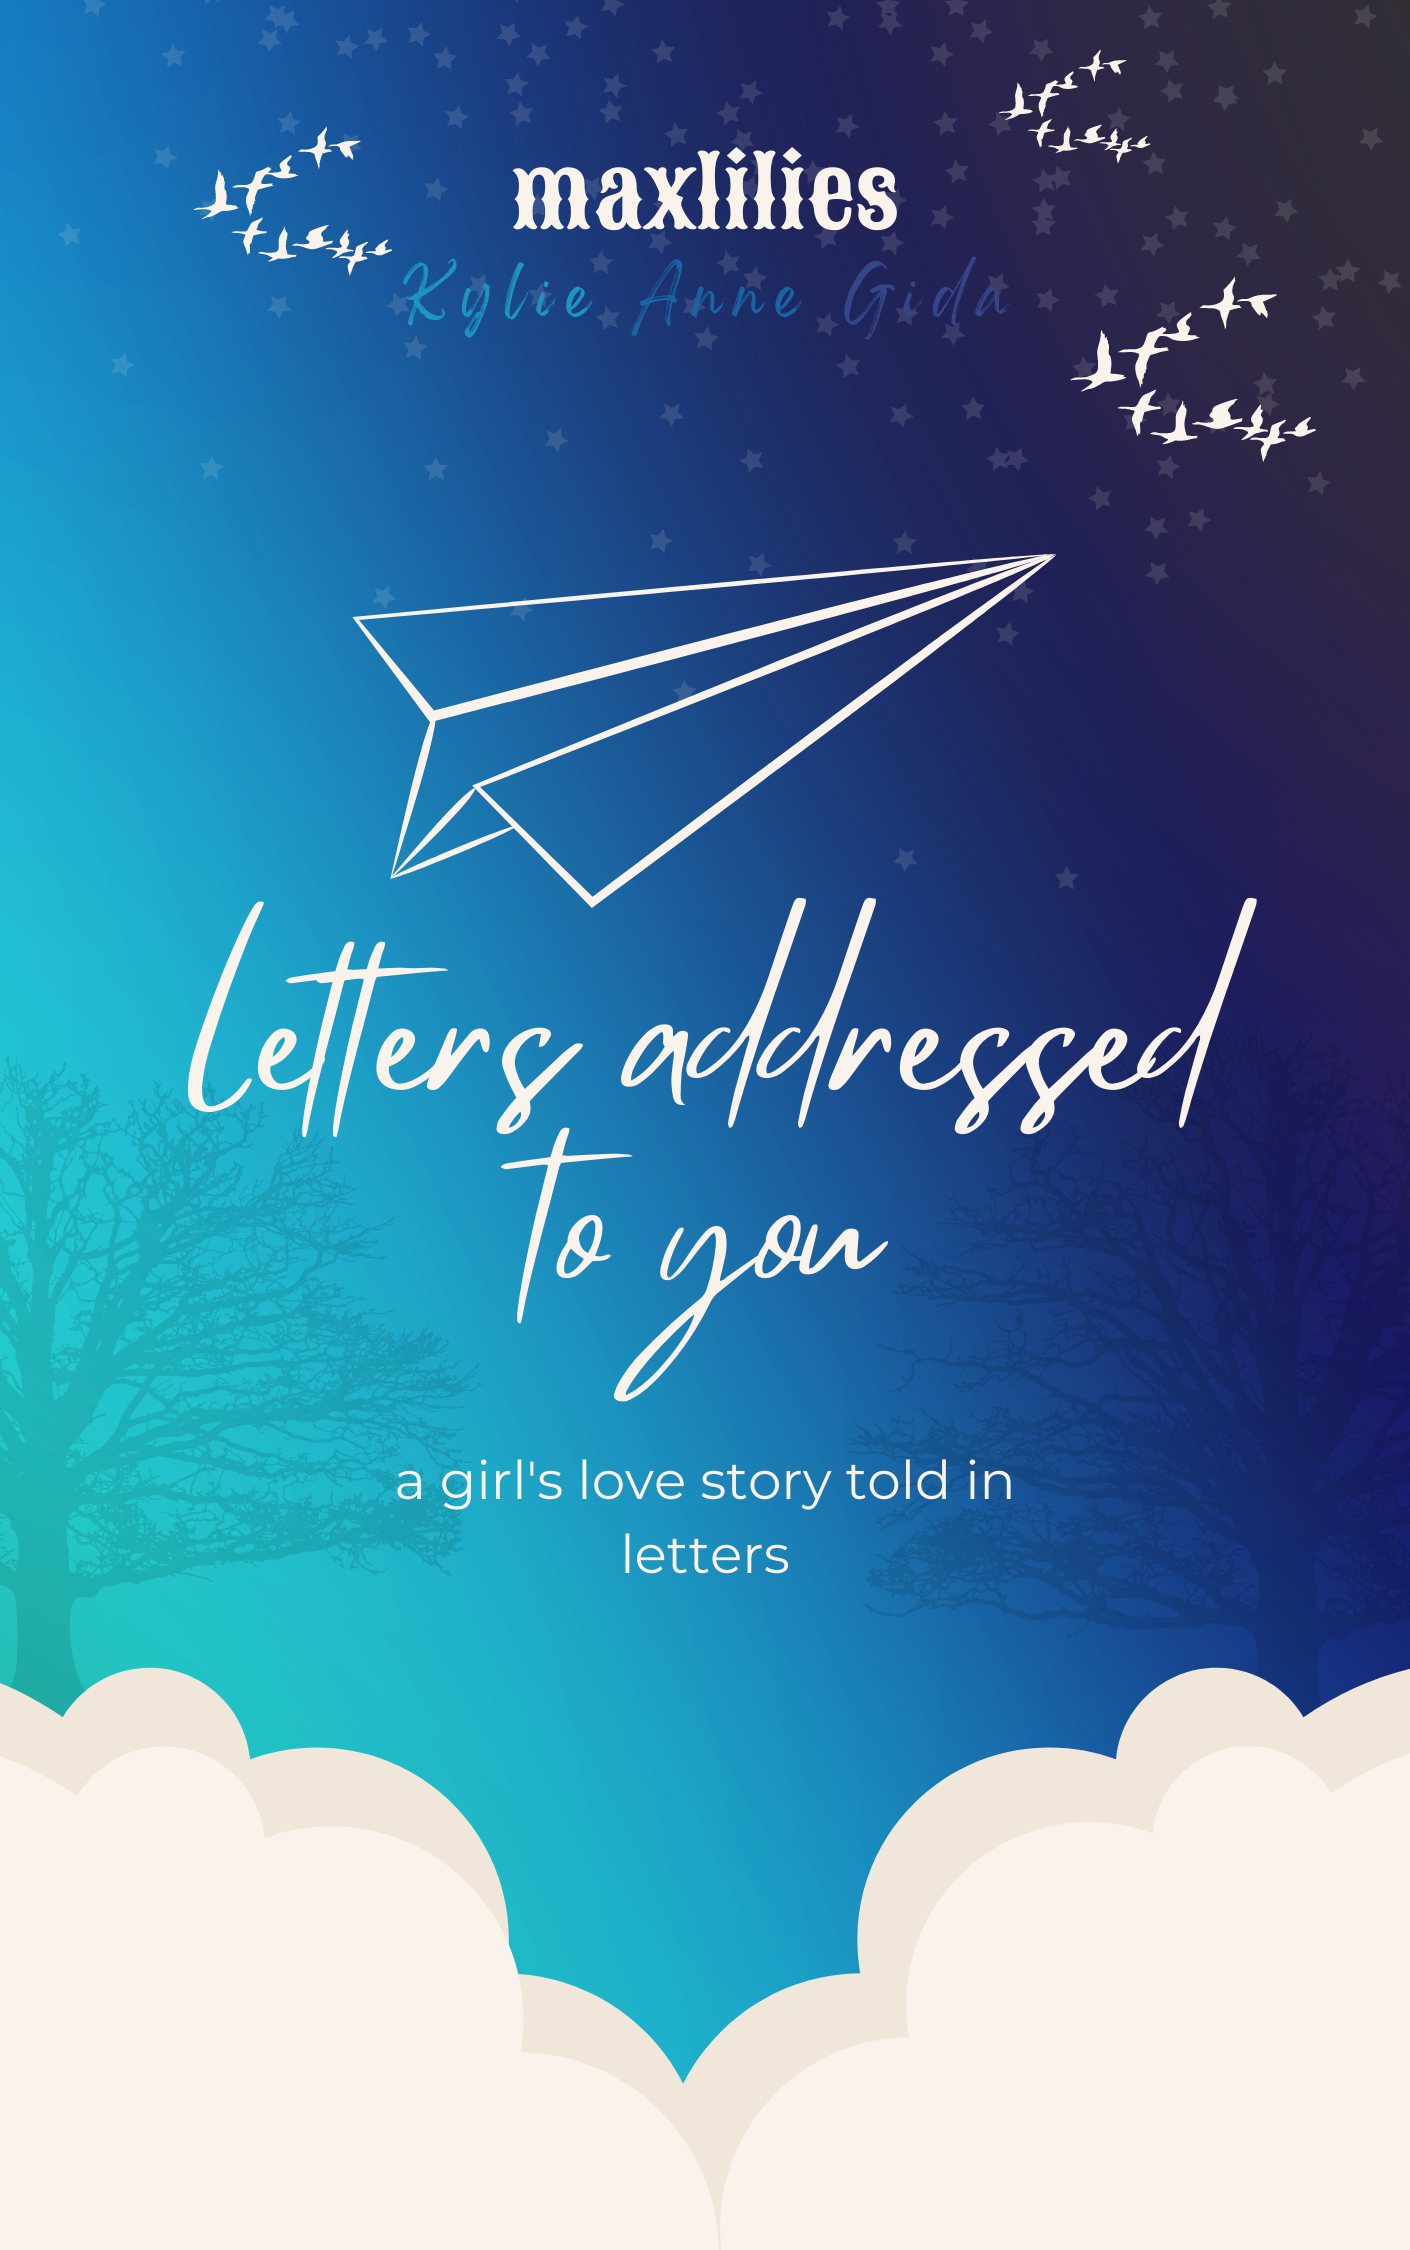 maxlilies
Kylie Anne Gida
Letters addressed
to you
a girl's love story told in
letters